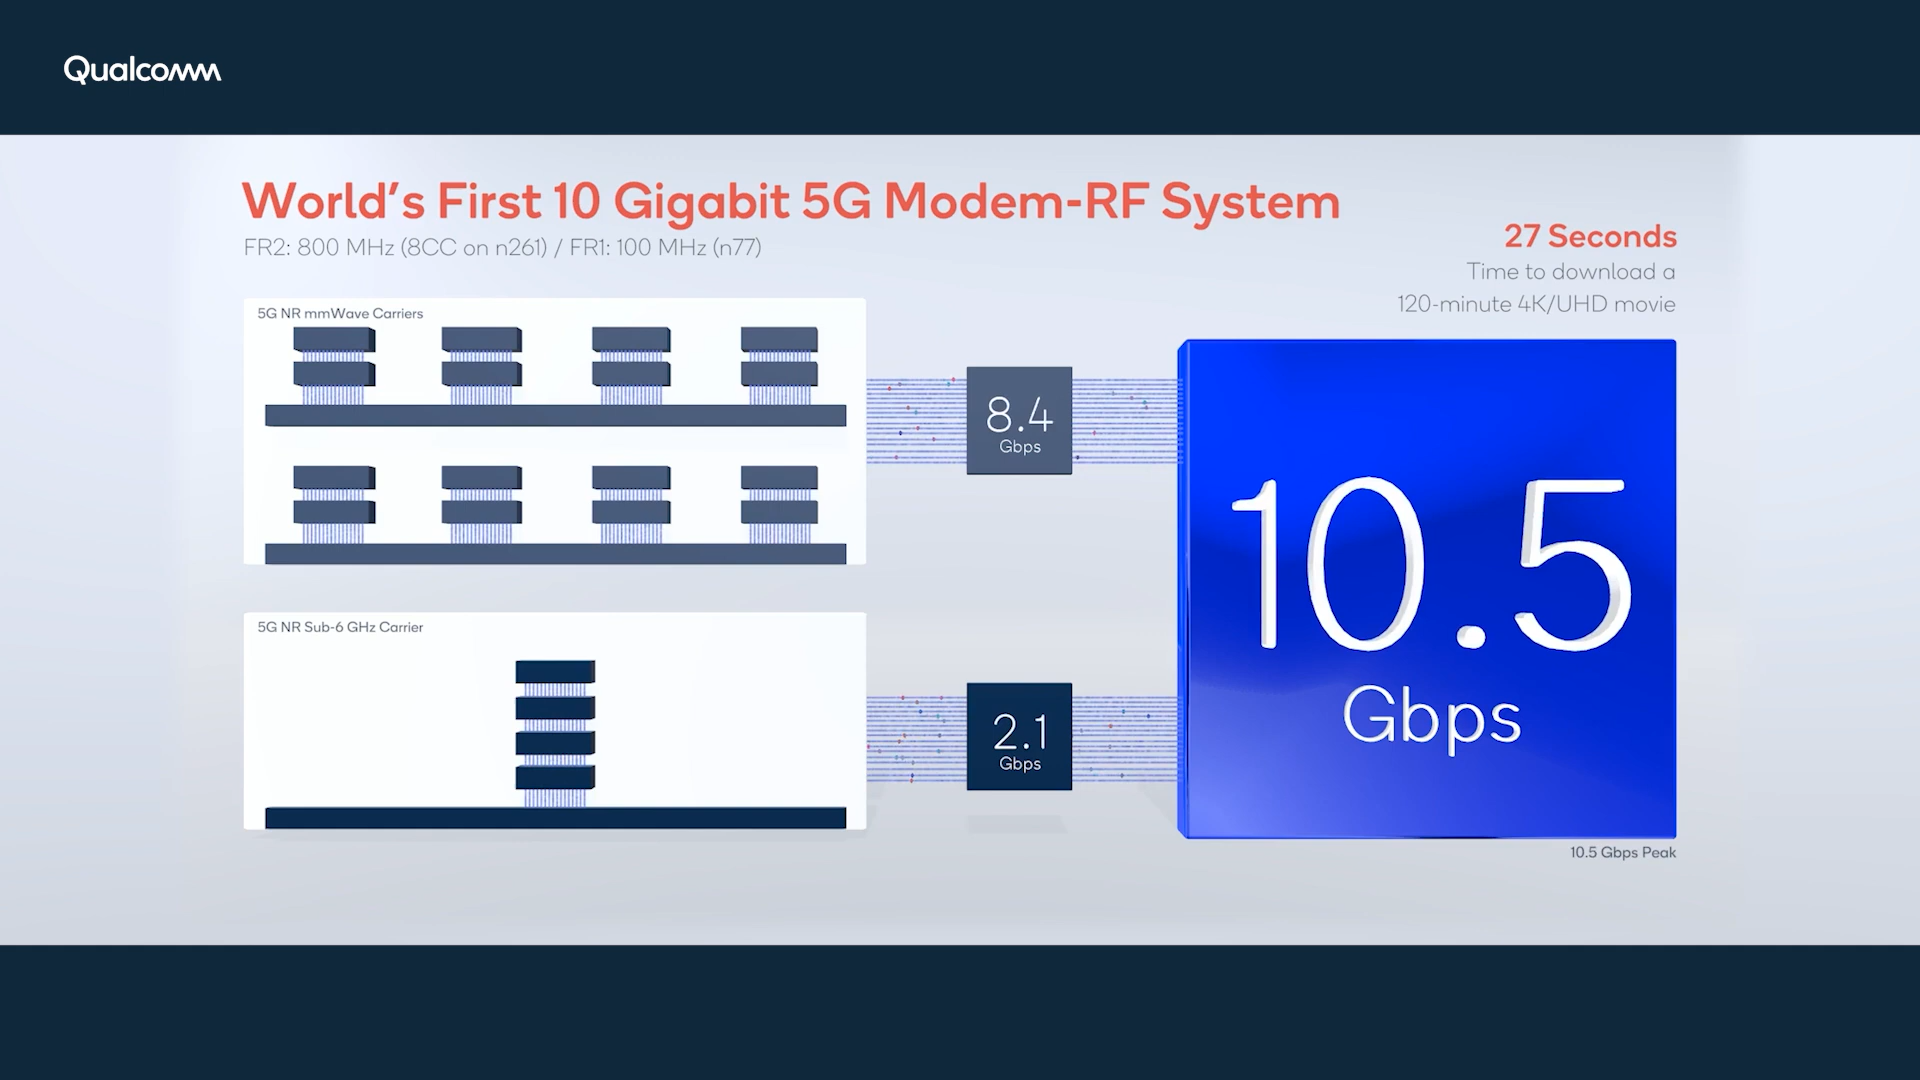 Qualcomm
World's First 10 Gigabit 5G Modem-RF System
FR2: 800 MHz (8CC on n261) / FR1: 100 MHz (n77)
27 Seconds
Time to download a
120-minute 4K/UHD movie
5G NR mmWave Carriers
8.4
Gbps
5G NR Sub-6 GHz Carrier
2.1
Gbps
10.5
Gbps
10.5 Gbps Peak